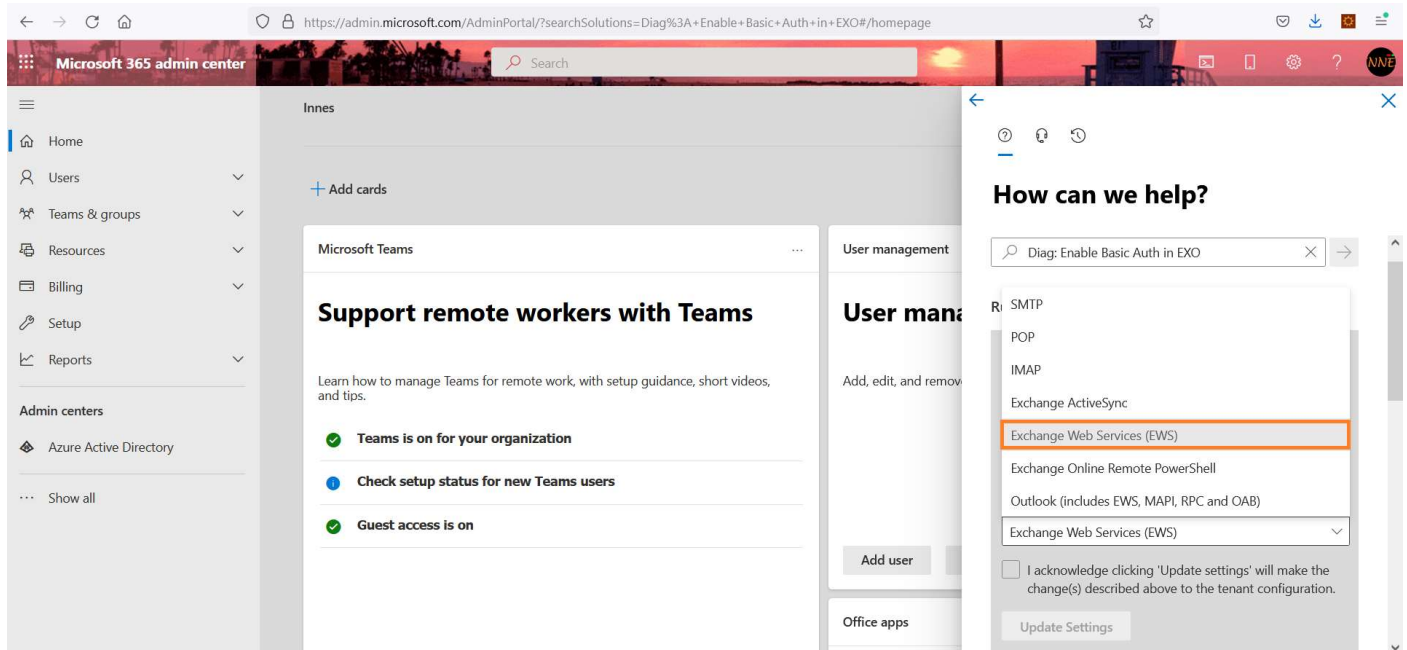 https://admin.microsoft.com/AdminPortal/?searchSolutions=Diag%3A+Enable+Basic+Auth+in+EXO#/homepage
Microsoft 365 admin center
Search
NNE
Innes
Home
Users
Teams & groups
Resources
Billing
Setup
Reports
Admin centers
Azure Active Directory
Show all
Add cards
Microsoft Teams
Support remote workers with Teams
Learn how to manage Teams for remote work, with setup guidance, short videos,
and tips.
Teams is on for your organization
Check setup status for new Teams users
Guest access is on
User management
User mana
Add, edit, and remov
Add user
Office apps
How can we help?
Diag: Enable Basic Auth in EXO
SMTP
POP
IMAP
Exchange ActiveSync
Exchange Web Services (EWS)
Exchange Online Remote PowerShell
Outlook (includes EWS, MAPI, RPC and OAB)
Exchange Web Services (EWS)
I acknowledge clicking 'Update settings' will make the
change(s) described above to the tenant configuration.
Update Settings